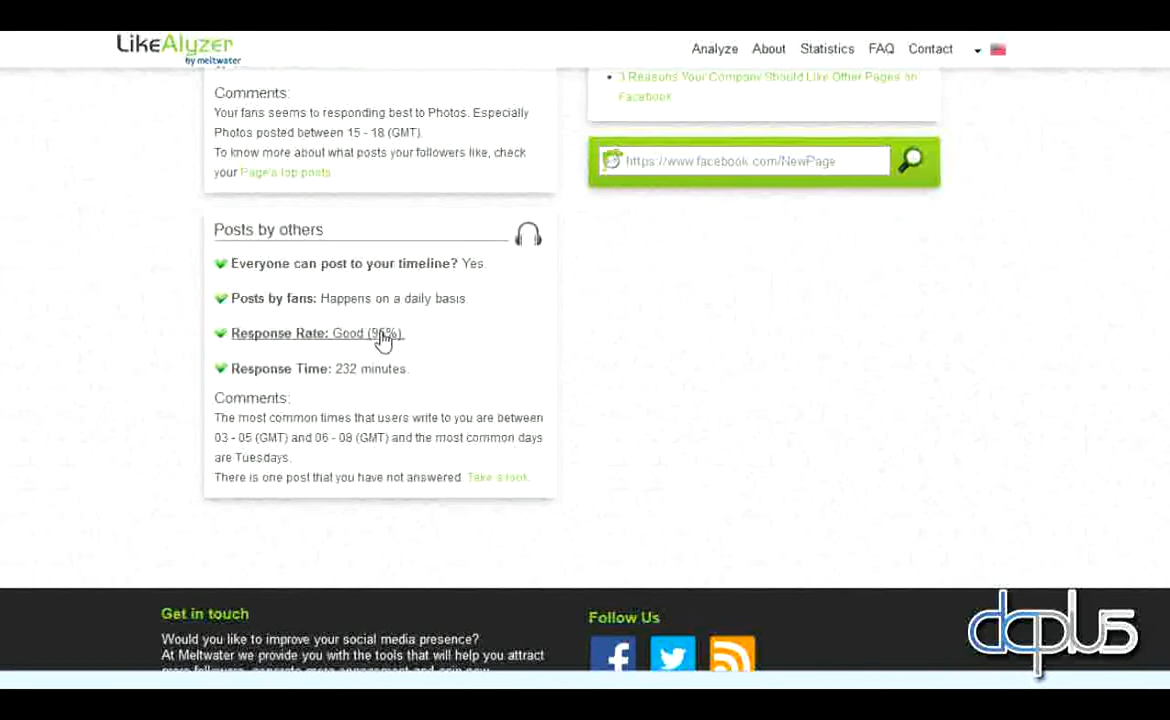 LikeAlyzer
by meltwater
Analyze About Statistics FAQ Contact
Comments:
Your fans seems to responding best to Photos. Especially
Photos posted between 15 - 18 (GMT).
To know more about what posts your followers like, check
your Page's top posts.
3 Reasons Your Company Should Like Other Pages on
Facebook
https://www.facebook.com/NewPage
Posts by others
Everyone can post to your timeline? Yes.
Posts by fans: Happens on a daily basis.
Response Rate: Good (96%).
Response Time: 232 minutes.
Comments:
The most common times that users write to you are between
03 - 05 (GMT) and 06 - 08 (GMT) and the most common days
are Tuesdays.
There is one post that you have not answered. Take a look.
Get in touch
Would you like to improve your social media presence?
At Meltwater we provide you with the tools that will help you attract
Follow Us
dcplus